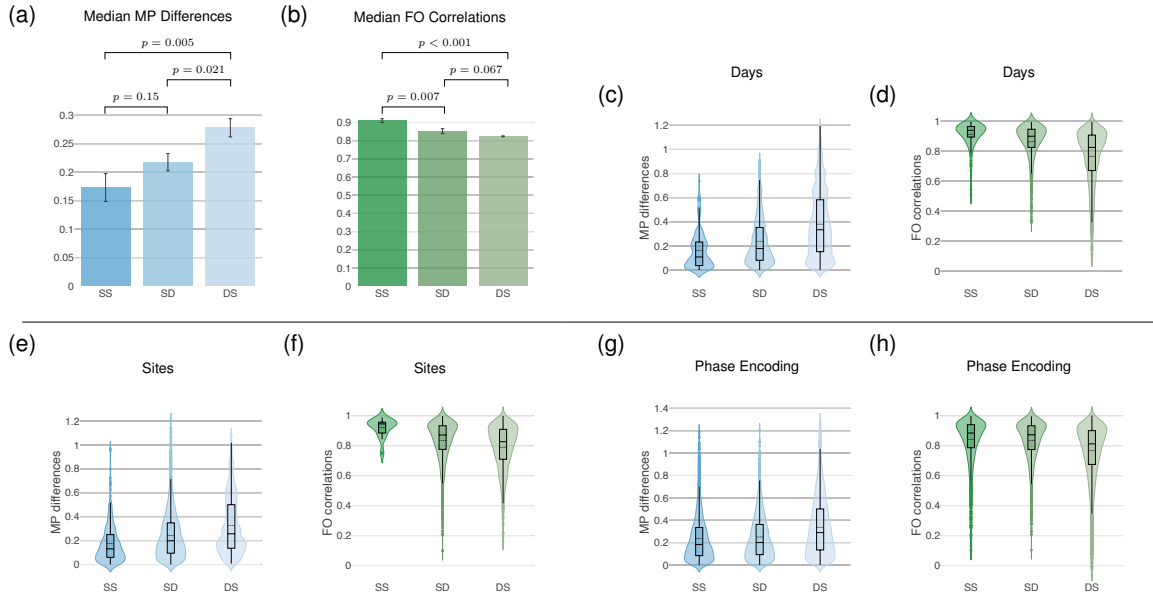 (a)
Median MP Differences
p = 0.005
p = 0.021
p = 0.15
0.3
0.25
0.2
0.15
0.1
0.05
0
SS
SD
DS
(b)
Median FO Correlations
p < 0.001
p = 0.067
p = 0.007
0.9
0.8
0.7
0.6
0.5
0.4
0.3
0.2
0.1
0
SS
SD
DS
(c)
Days
MP differences
1.2
1
0.8
0.6
0.4
0.2
0
SS
SD
DS
(d)
Days
FO correlations
1
0.8
0.6
0.4
0.2
0
SS
SD
DS
(e)
Sites
MP differences
1.2
1
0.8
0.6
0.4
0.2
0
SS
SD
DS
(f)
Sites
FO correlations
1
0.8
0.6
0.4
0.2
0
SS
SD
DS
(g)
Phase Encoding
MP differences
1.4
1.2
1
0.8
0.6
0.4
0.2
0
SS
SD
DS
(h)
Phase Encoding
FO correlations
1
0.8
0.6
0.4
0.2
0
SS
SD
DS